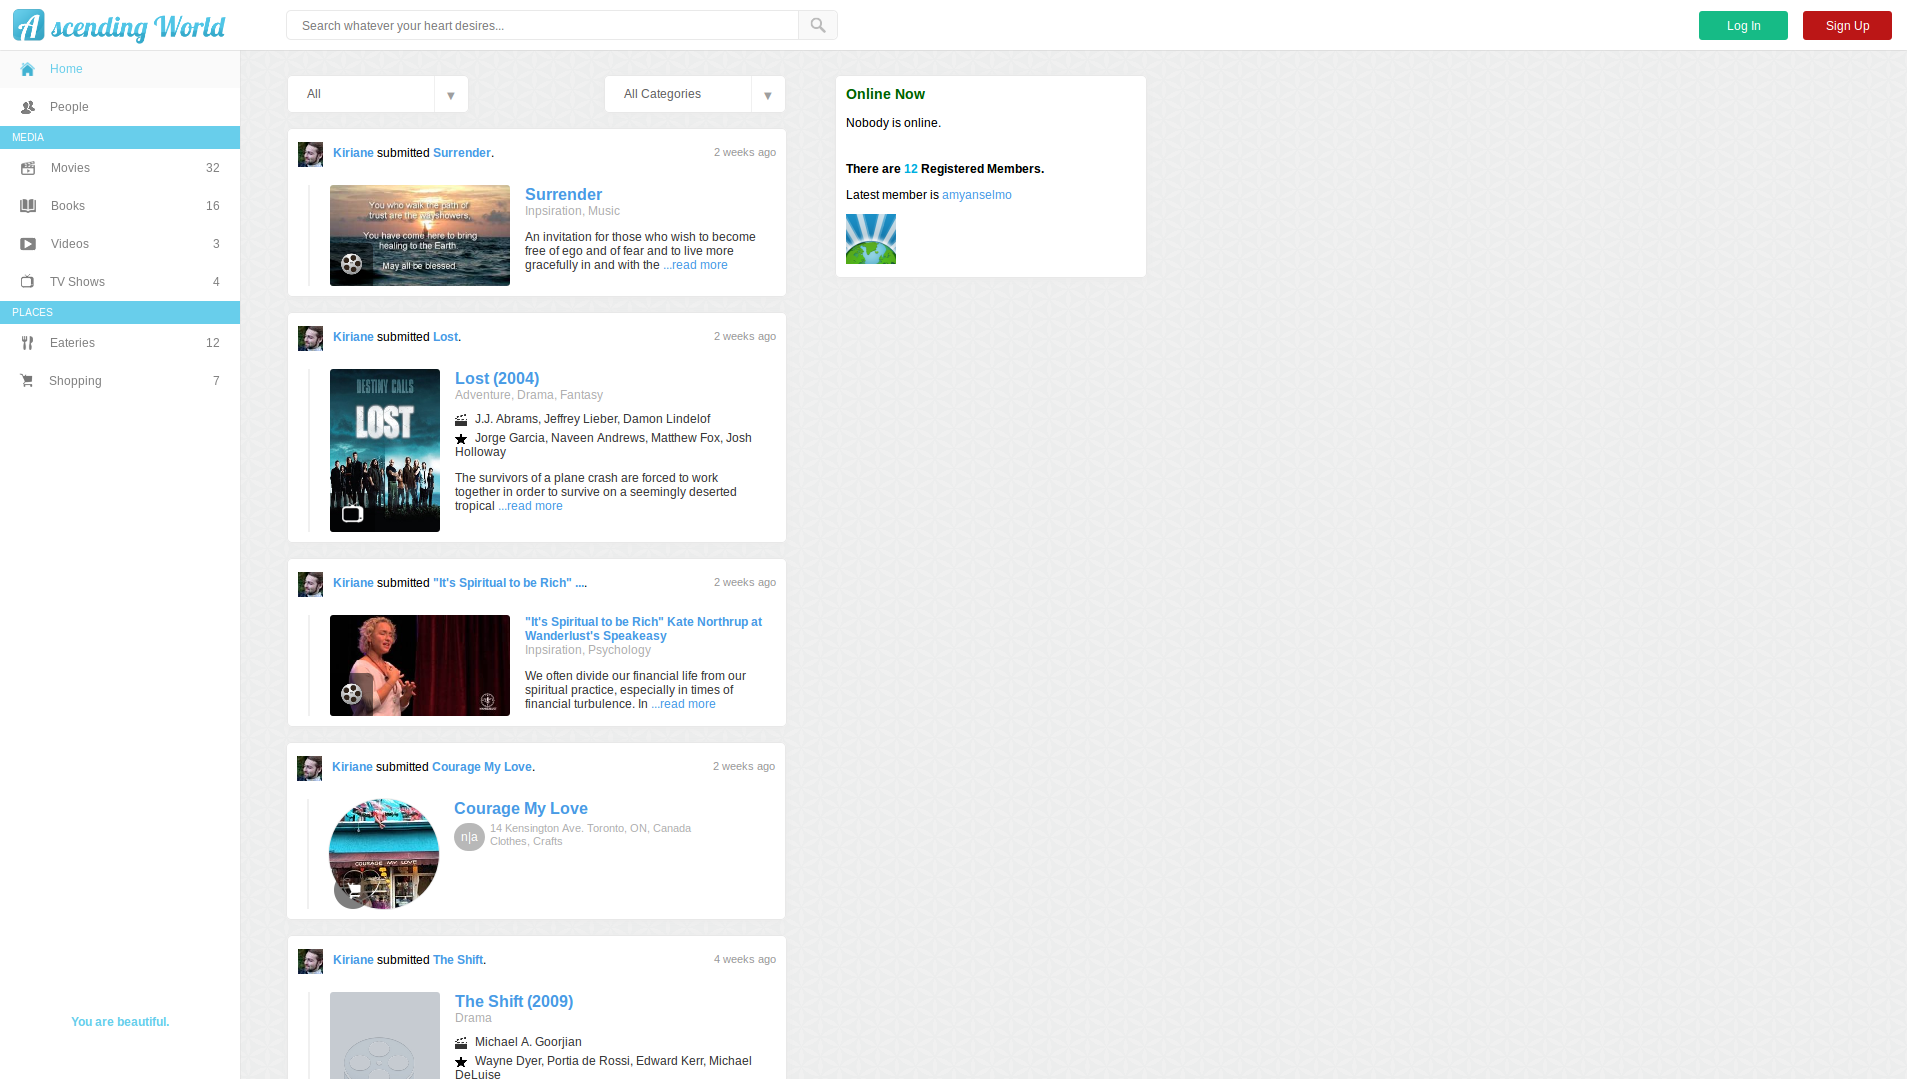 A scending World
Search whatever your heart desires...
Log In
Sign Up
Home
People
MEDIA
Movies 32
Books 16
Videos 3
TV Shows 4
PLACES
Eateries 12
Shopping 7
You are beautiful.
All ▼
All Categories ▼
Kiriane submitted Surrender.
2 weeks ago
You who walk the path of
trust are the wayshowers,
You have come here to bring
healing to the Earth
May all be blessed
Surrender
Inpsiration, Music
An invitation for those who wish to become
free of ego and of fear and to live more
gracefully in and with the ...read more
Kiriane submitted Lost.
2 weeks ago
DESTINY CALLS
LOST
Lost (2004)
Adventure, Drama, Fantasy
J.J. Abrams, Jeffrey Lieber, Damon Lindelof
Jorge Garcia, Naveen Andrews, Matthew Fox, Josh
Holloway
The survivors of a plane crash are forced to work
together in order to survive on a seemingly deserted
tropical ...read more
Kiriane submitted "It's Spiritual to be Rich" ....
2 weeks ago
"It's Spiritual to be Rich" Kate Northrup at
Wanderlust's Speakeasy
Inpsiration, Psychology
We often divide our financial life from our
spiritual practice, especially in times of
financial turbulence. In ...read more
Kiriane submitted Courage My Love.
2 weeks ago
COURAGE MY LOVE
Courage My Love
n|a
14 Kensington Ave. Toronto, ON, Canada
Clothes, Crafts
Kiriane submitted The Shift.
4 weeks ago
The Shift (2009)
Drama
Michael A. Goorjian
Wayne Dyer, Portia de Rossi, Edward Kerr, Michael
DeLuise
Online Now
Nobody is online.
There are 12 Registered Members.
Latest member is amyanselmo